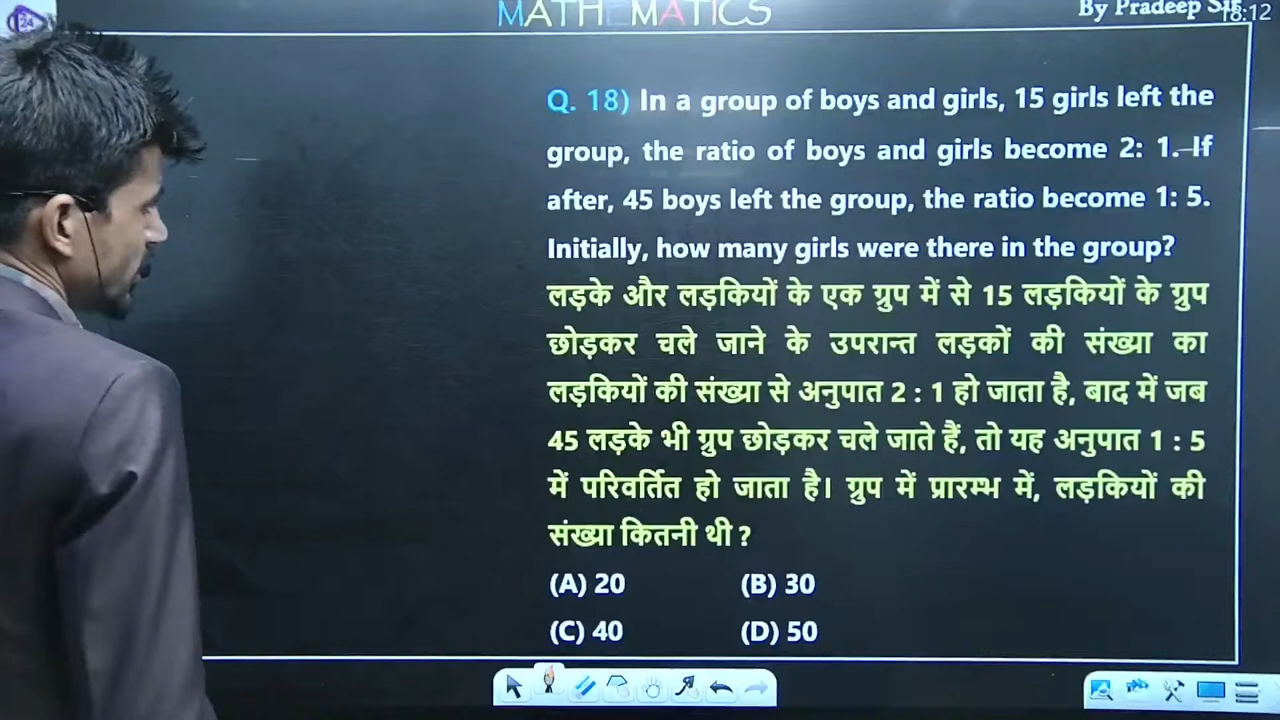 MATHEMATICS
By Pradeep Sir
18:12
24
Q. 18) In a group of boys and girls, 15 girls left the
group, the ratio of boys and girls become 2: 1. If
after, 45 boys left the group, the ratio become 1: 5.
Initially, how many girls were there in the group?
लड़के और लड़कियों के एक ग्रुप में से 15 लड़कियों के ग्रुप
छोड़कर चले जाने के उपरान्त लड़कों की संख्या का
लड़कियों की संख्या से अनुपात 2 : 1 हो जाता है, बाद में जब
45 लड़के भी ग्रुप छोड़कर चले जाते हैं, तो यह अनुपात 1 : 5
में परिवर्तित हो जाता है। ग्रुप में प्रारम्भ में, लड़कियों की
संख्या कितनी थी ?
(A) 20 (B) 30
(C) 40 (D) 50